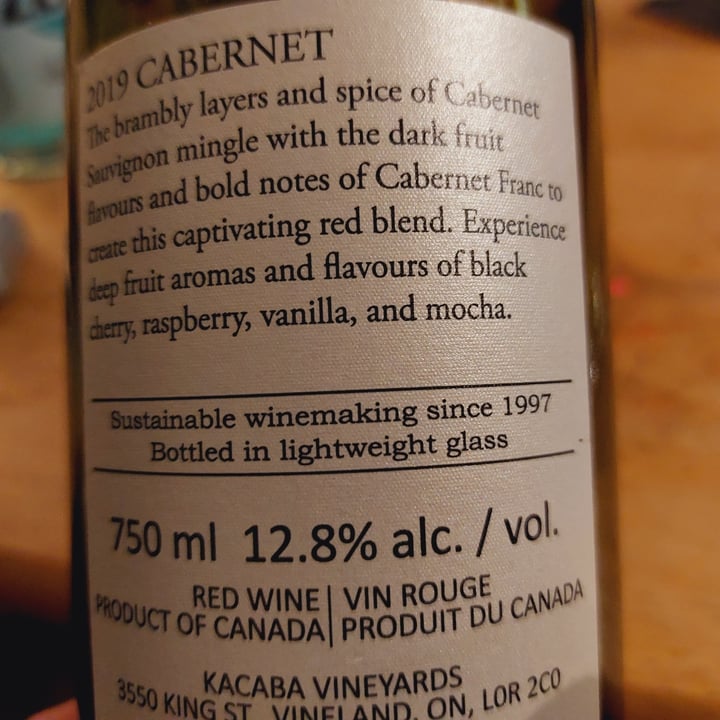 2019 CABERNET
The brambly layers and spice of Cabernet
Sauvignon mingle with the dark fruit
flavours and bold notes of Cabernet Franc to
create this captivating red blend. Experience
deep fruit aromas and flavours of black
cherry, raspberry, vanilla, and mocha.
Sustainable winemaking since 1997
Bottled in lightweight glass
750 ml 12.8% alc. / vol.
RED WINE | VIN ROUGE
PRODUCT OF CANADA | PRODUIT DU CANADA
KACABA VINEYARDS
3550 KING ST VINELAND, ON, LOR 2C0